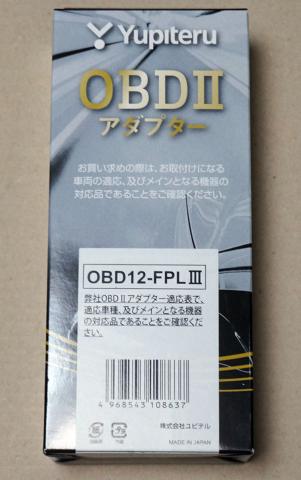 Yupiteru
OBDⅡ
アダプター
お買い求めの際は、お取付けになる
車両の適応、及びメインとなる機器の
対応品であることをご確認ください。
OBD12-FPLⅢ
弊社OBDⅡアダプター適応表で、
適応車種、及びメインとなる機器
の対応品であることをご確認くだ
さい。
4 968543 108637
株式会社ユピテル
MADE IN JAPAN